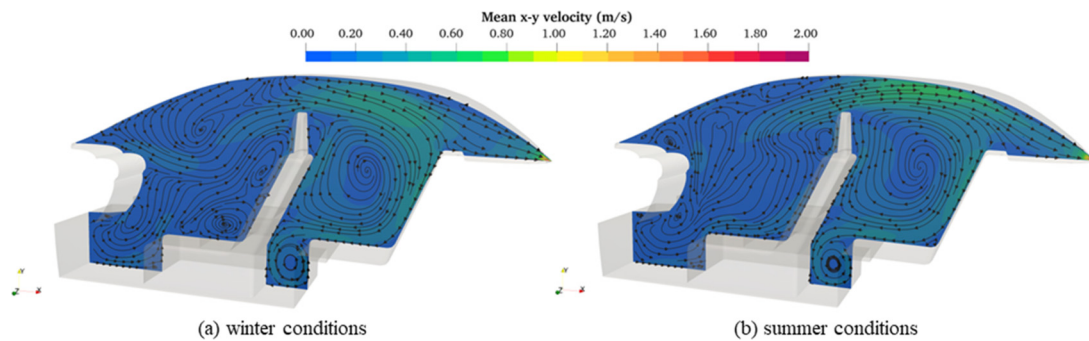 Mean x-y velocity (m/s)
0.00 0.20 0.40 0.60 0.80 1.00 1.20 1.40 1.60 1.80 2.00
Y Z X
Y Z X
(a) winter conditions
(b) summer conditions